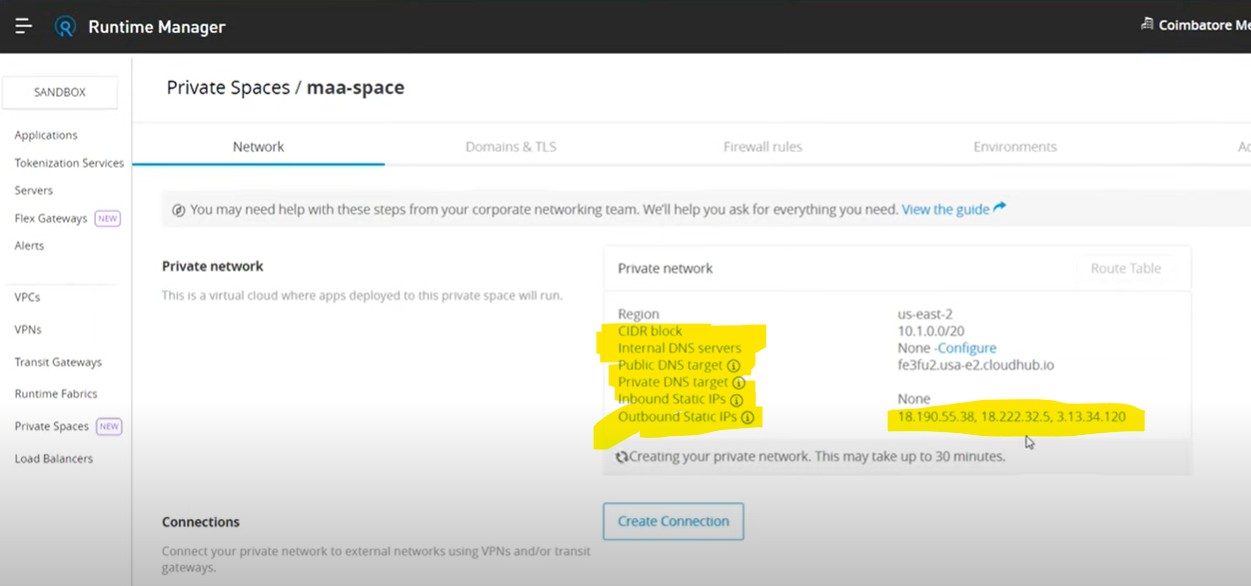 Runtime Manager
Coimbatore Me
SANDBOX
Applications
Tokenization Services
Servers
Flex Gateways NEW
Alerts
VPCs
VPNs
Transit Gateways
Runtime Fabrics
Private Spaces NEW
Load Balancers
Private Spaces / maa-space
Network Domains & TLS Firewall rules Environments Ac
You may need help with these steps from your corporate networking team. We'll help you ask for everything you need. View the guide
Private network
This is a virtual cloud where apps deployed to this private space will run.
Private network Route Table
Region us-east-2
CIDR block 10.1.0.0/20
Internal DNS servers None -Configure
Public DNS target fe3fu2.usa-e2.cloudhub.io
Private DNS target
Inbound Static IPs None
Outbound Static IPs 18.190.55.38, 18.222.32.5, 3.13.34.120
Creating your private network. This may take up to 30 minutes.
Connections
Connect your private network to external networks using VPNs and/or transit
gateways.
Create Connection